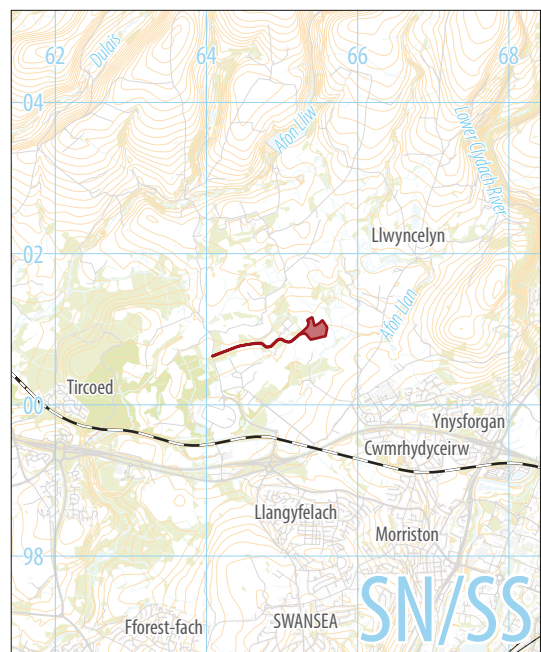 62
64
66
68
Dulais
04
Afon Lliw
Lower Clydach River
Llwyncelyn
02
Afon Llan
Tircoed
00
Ynysforgan
Cwmrhydyceirw
Llangyfelach
Morriston
98
SN/SS
Fforest-fach
SWANSEA